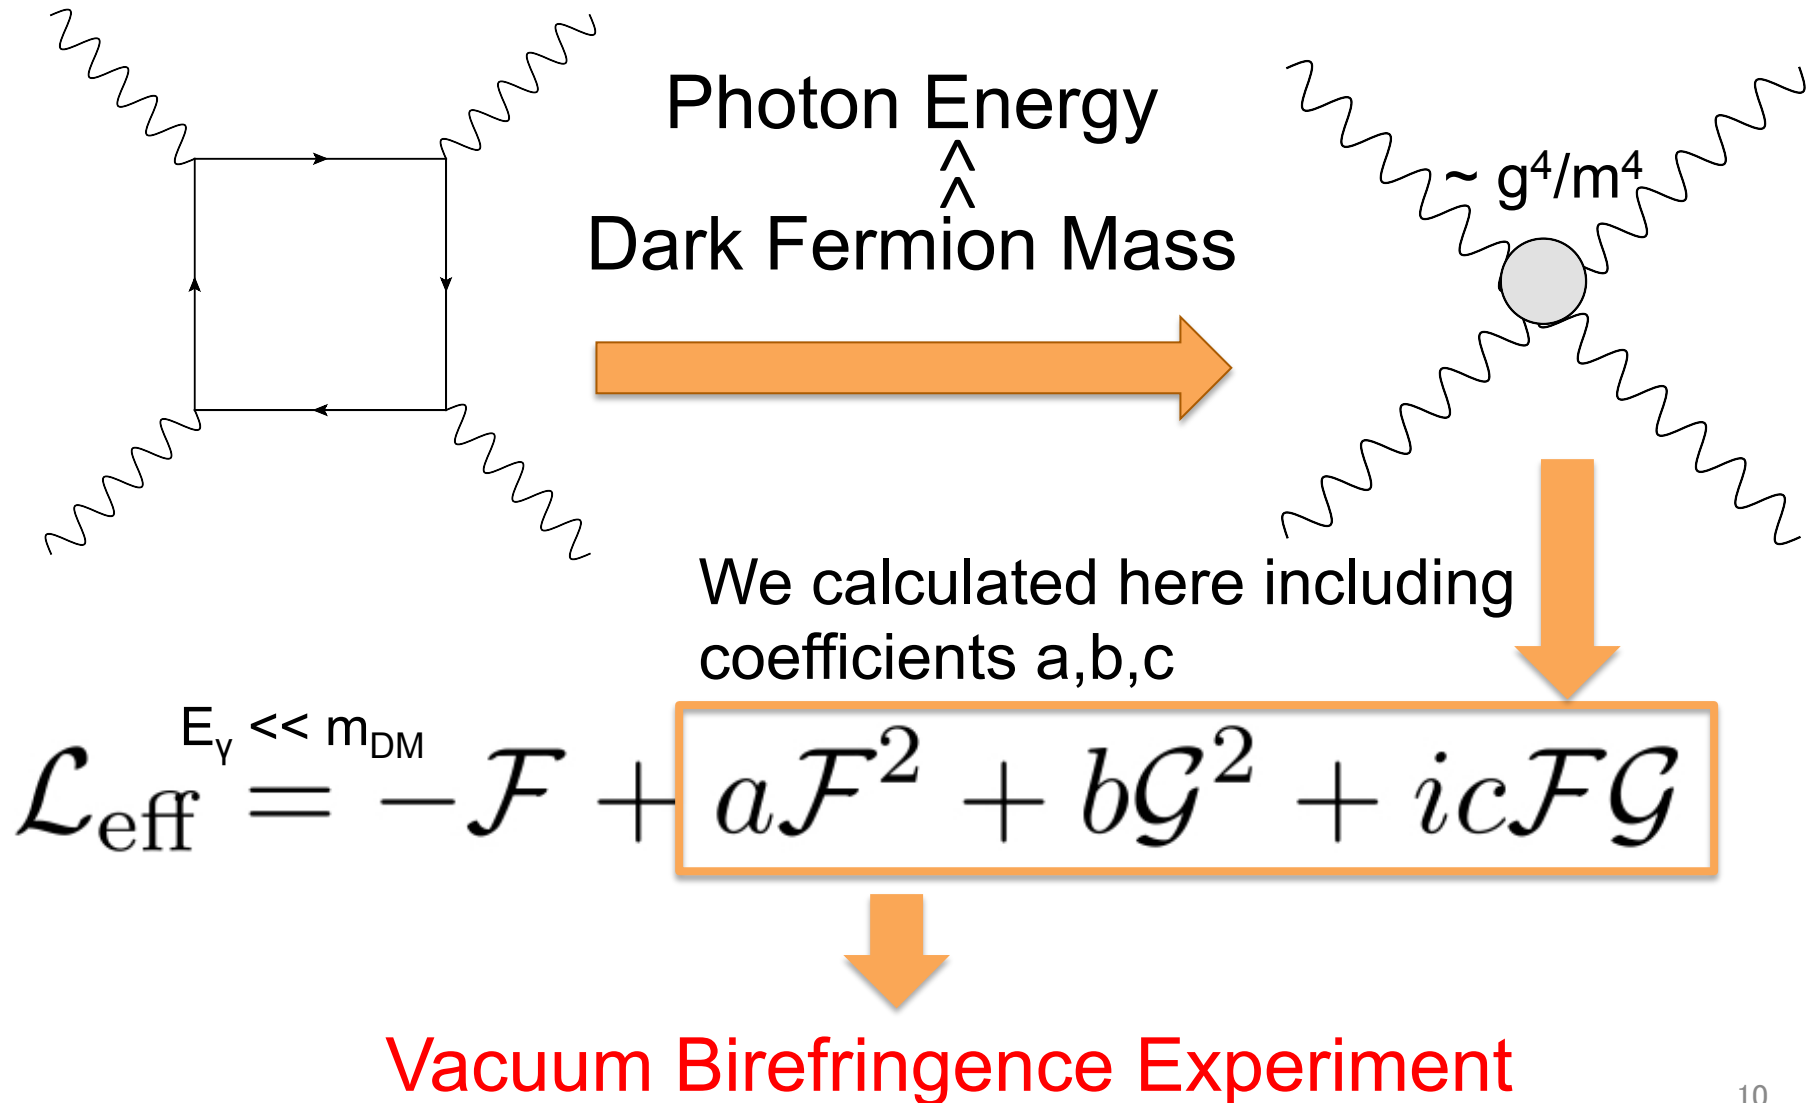 Photon Energy
^
^
Dark Fermion Mass
~ g⁴/m⁴
We calculated here including
coefficients a,b,c
E_γ << m_DM
ℒ_eff = −ℱ + aℱ² + b𝒢² + icℱ𝒢
Vacuum Birefringence Experiment
10